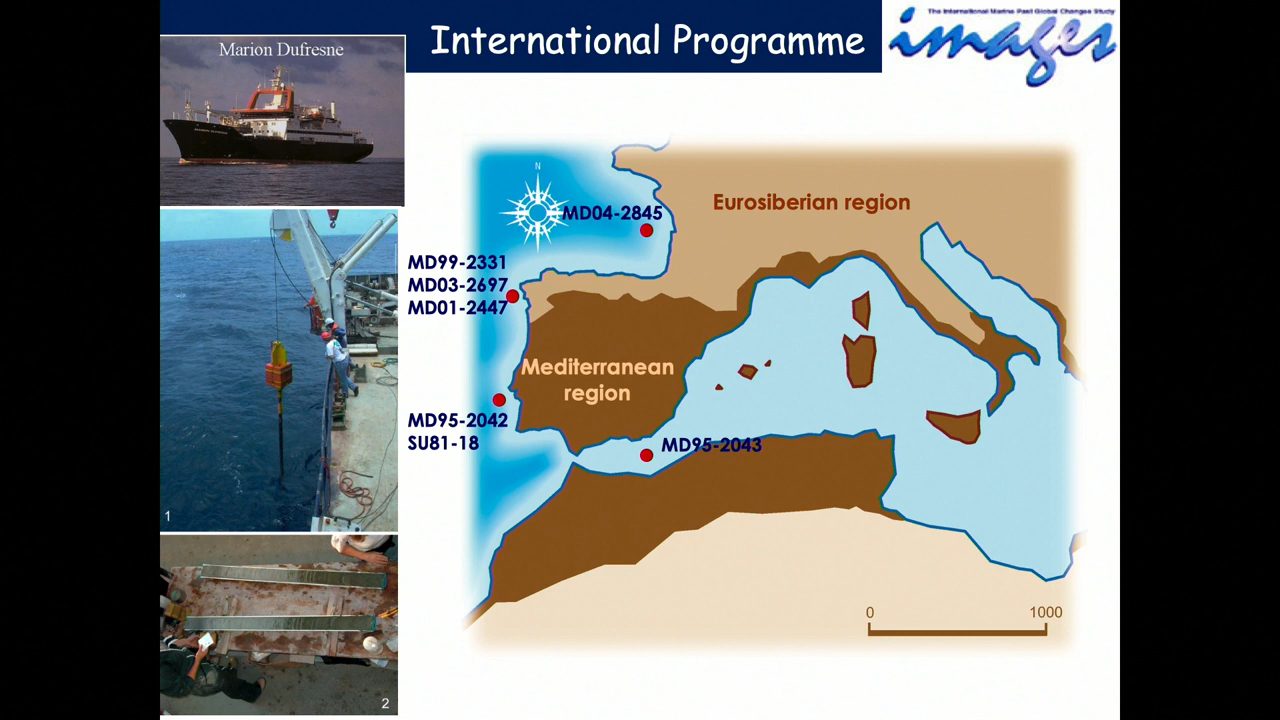 International Programme
The International Marine Past Global Changes Study
images
Marion Dufresne
N
MD04-2845
Eurosiberian region
MD99-2331
MD03-2697
MD01-2447
Mediterranean
region
MD95-2042
SU81-18
MD95-2043
0 1000
1
2